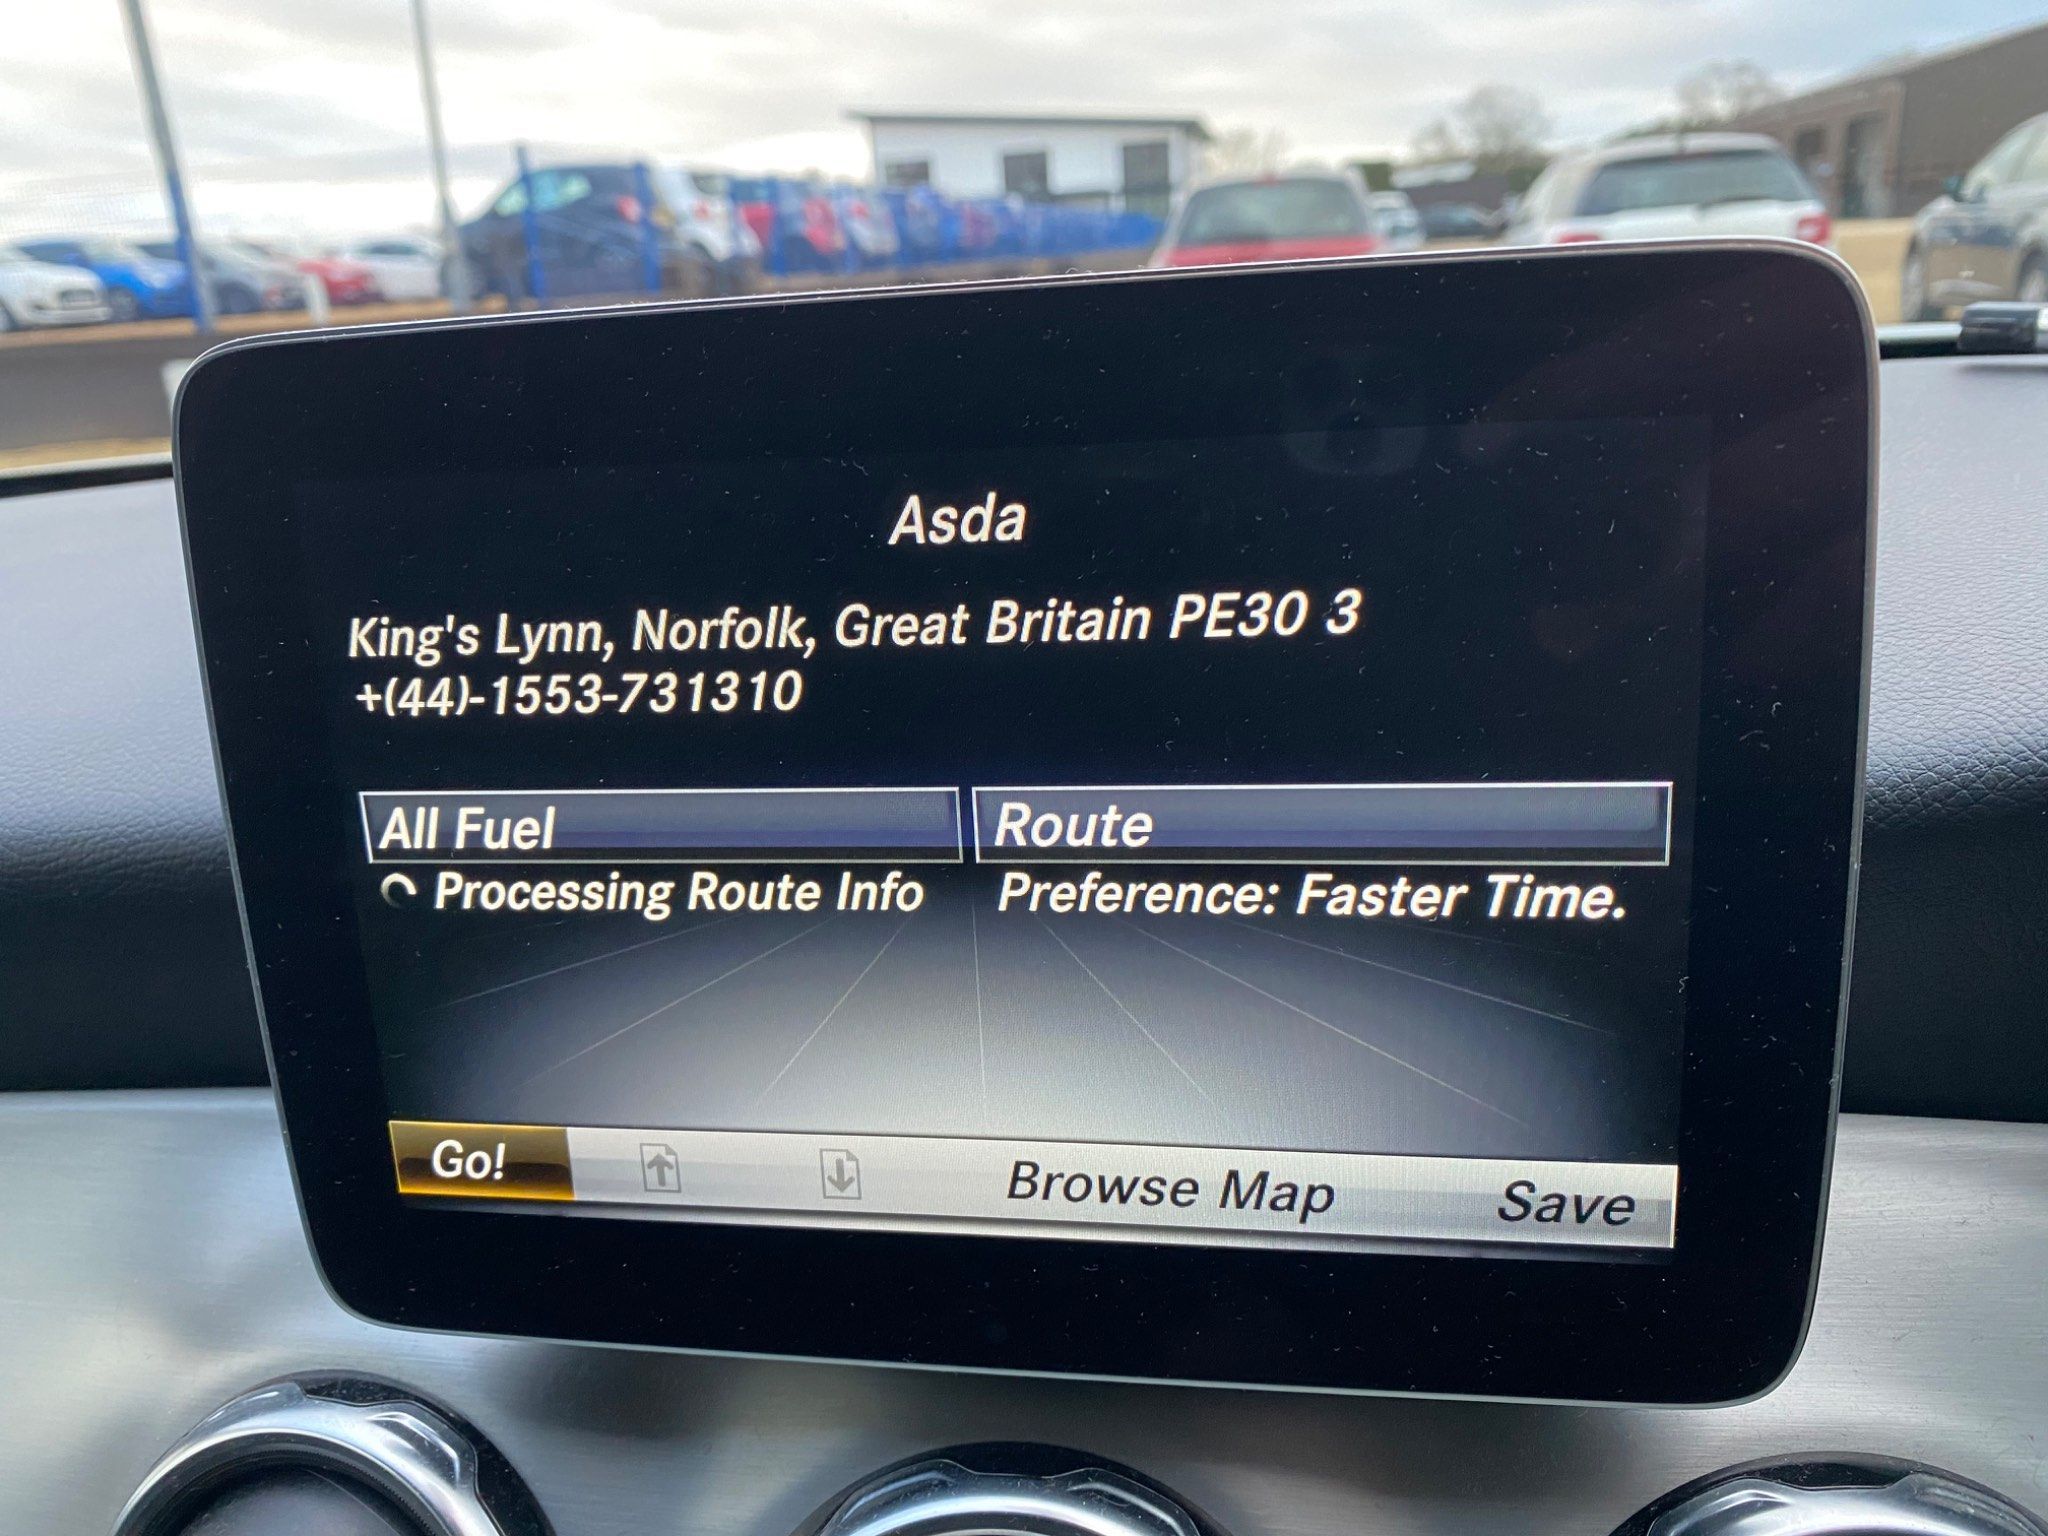 Asda
King's Lynn, Norfolk, Great Britain PE30 3
+(44)-1553-731310
All Fuel
Route
Processing Route Info
Preference: Faster Time.
Go!
Browse Map
Save